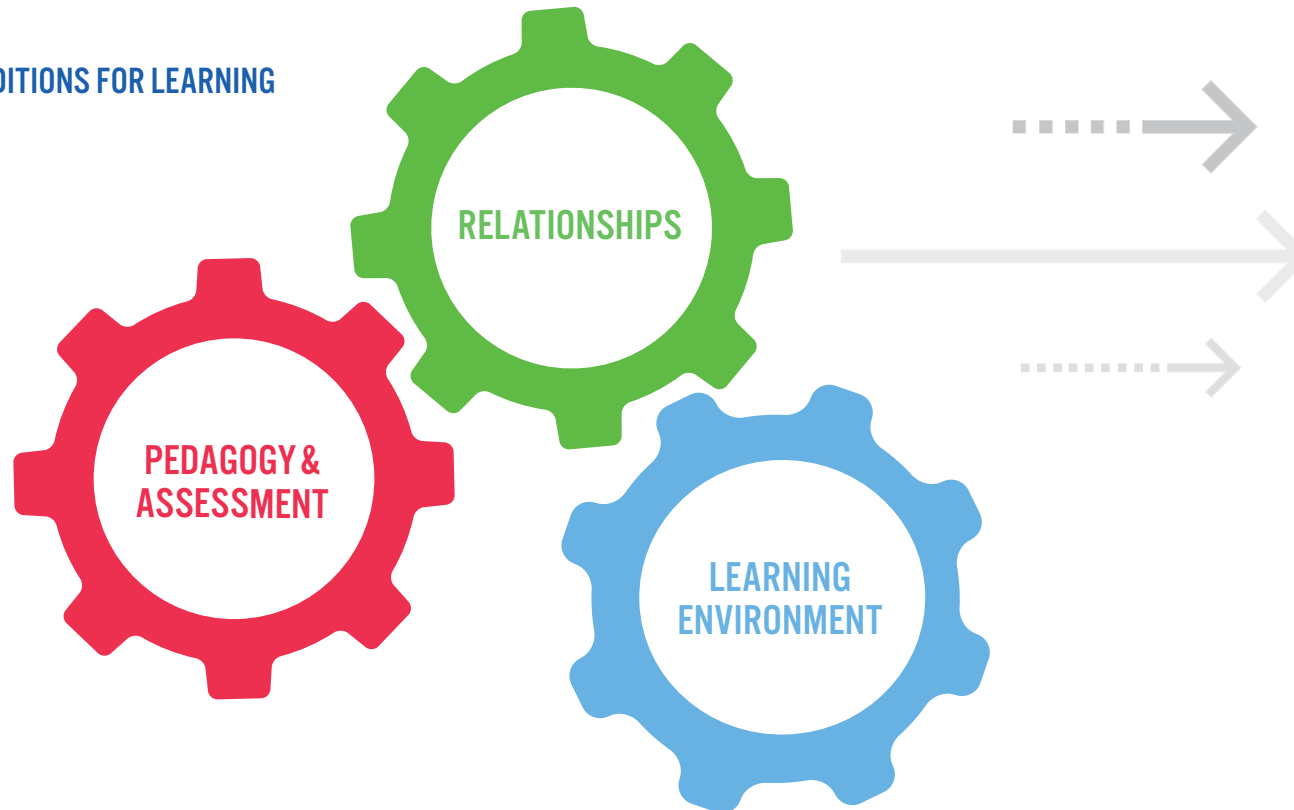 DITIONS FOR LEARNING
RELATIONSHIPS
PEDAGOGY &
ASSESSMENT
LEARNING
ENVIRONMENT